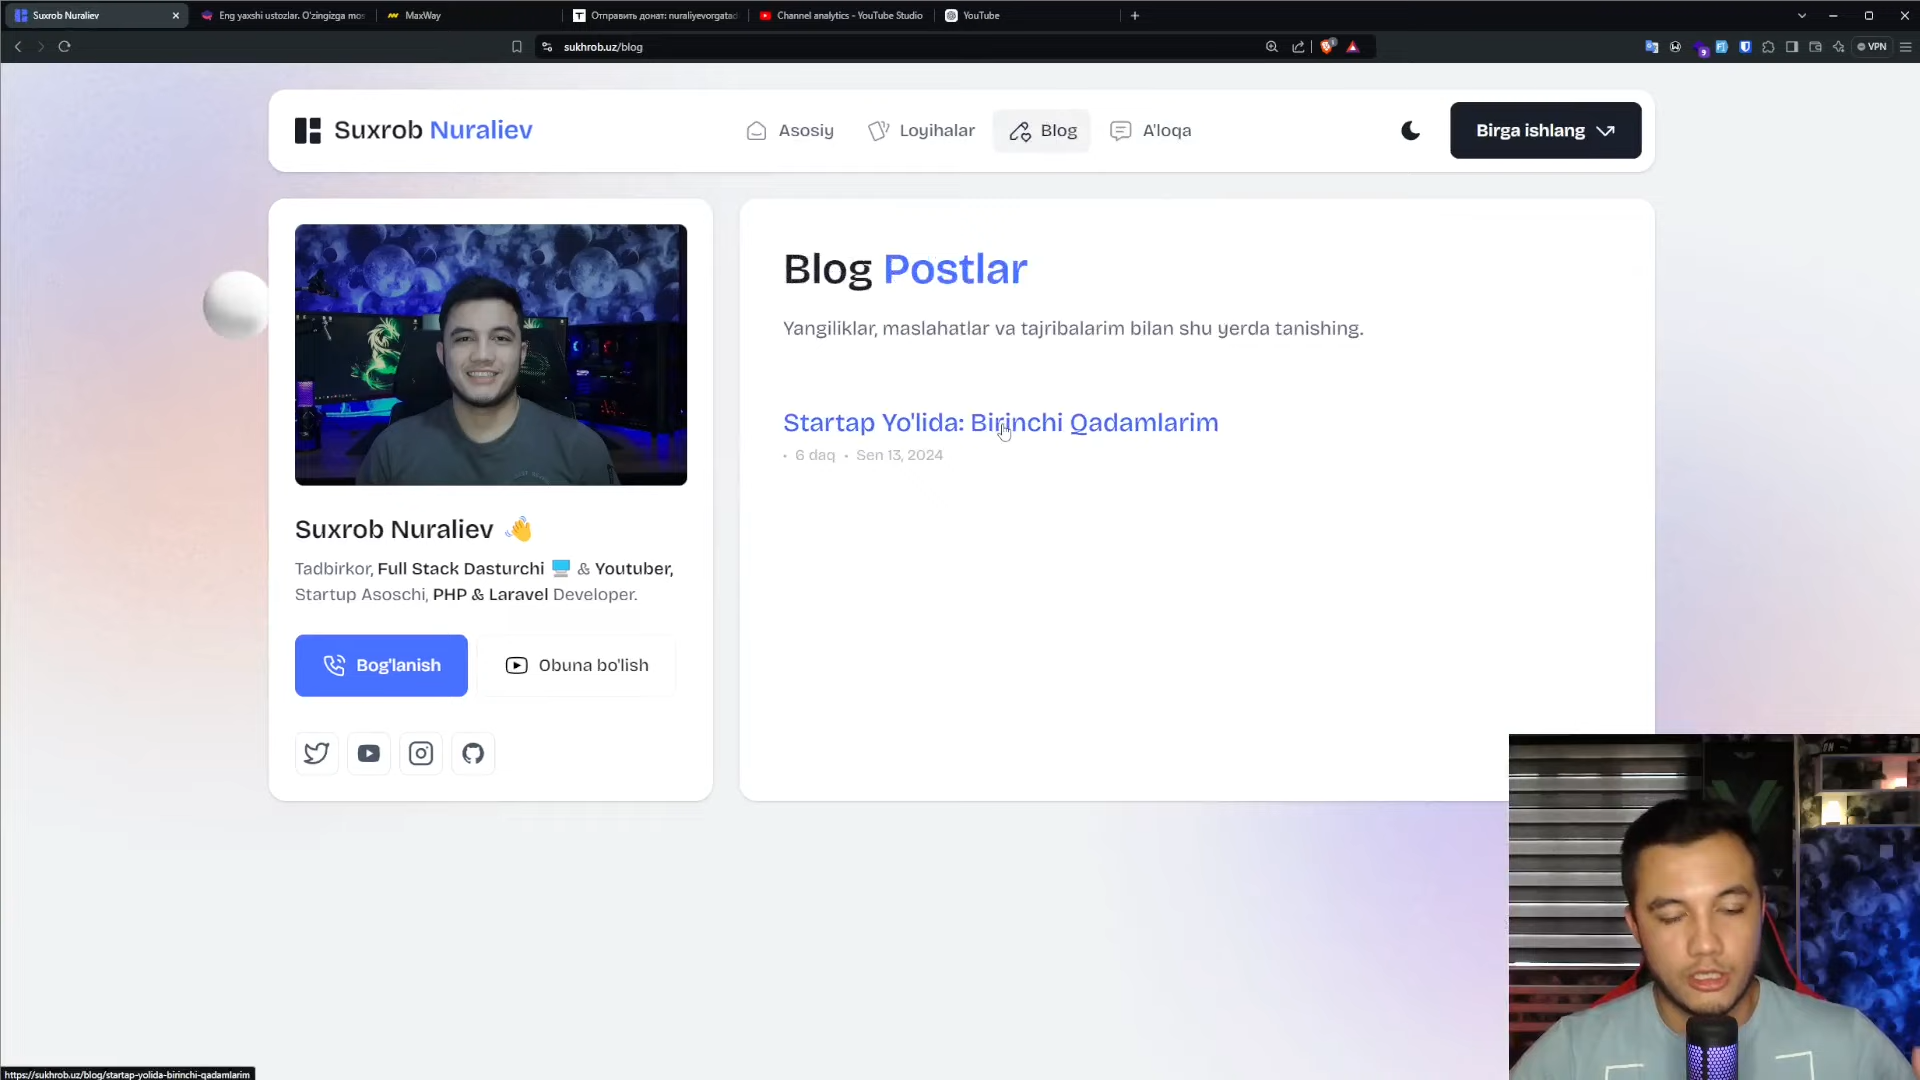 Suxrob Nuraliev
Eng yaxshi ustozlar. O'zingizga mos
MaxWay
Отправить донат: nuraliyevorgatad
Channel analytics - YouTube Studio
YouTube
sukhrob.uz/blog
1
9
VPN
Suxrob Nuraliev
Asosiy
Loyihalar
Blog
A'loqa
Birga ishlang
Blog Postlar
Yangiliklar, maslahatlar va tajribalarim bilan shu yerda tanishing.
Startap Yo'lida: Birinchi Qadamlarim
• 6 daq • Sen 13, 2024
Suxrob Nuraliev 👋
Tadbirkor, Full Stack Dasturchi 🖥️ & Youtuber,
Startup Asoschi, PHP & Laravel Developer.
Bog'lanish
Obuna bo'lish
https://sukhrob.uz/blog/startap-yolida-birinchi-qadamlarim